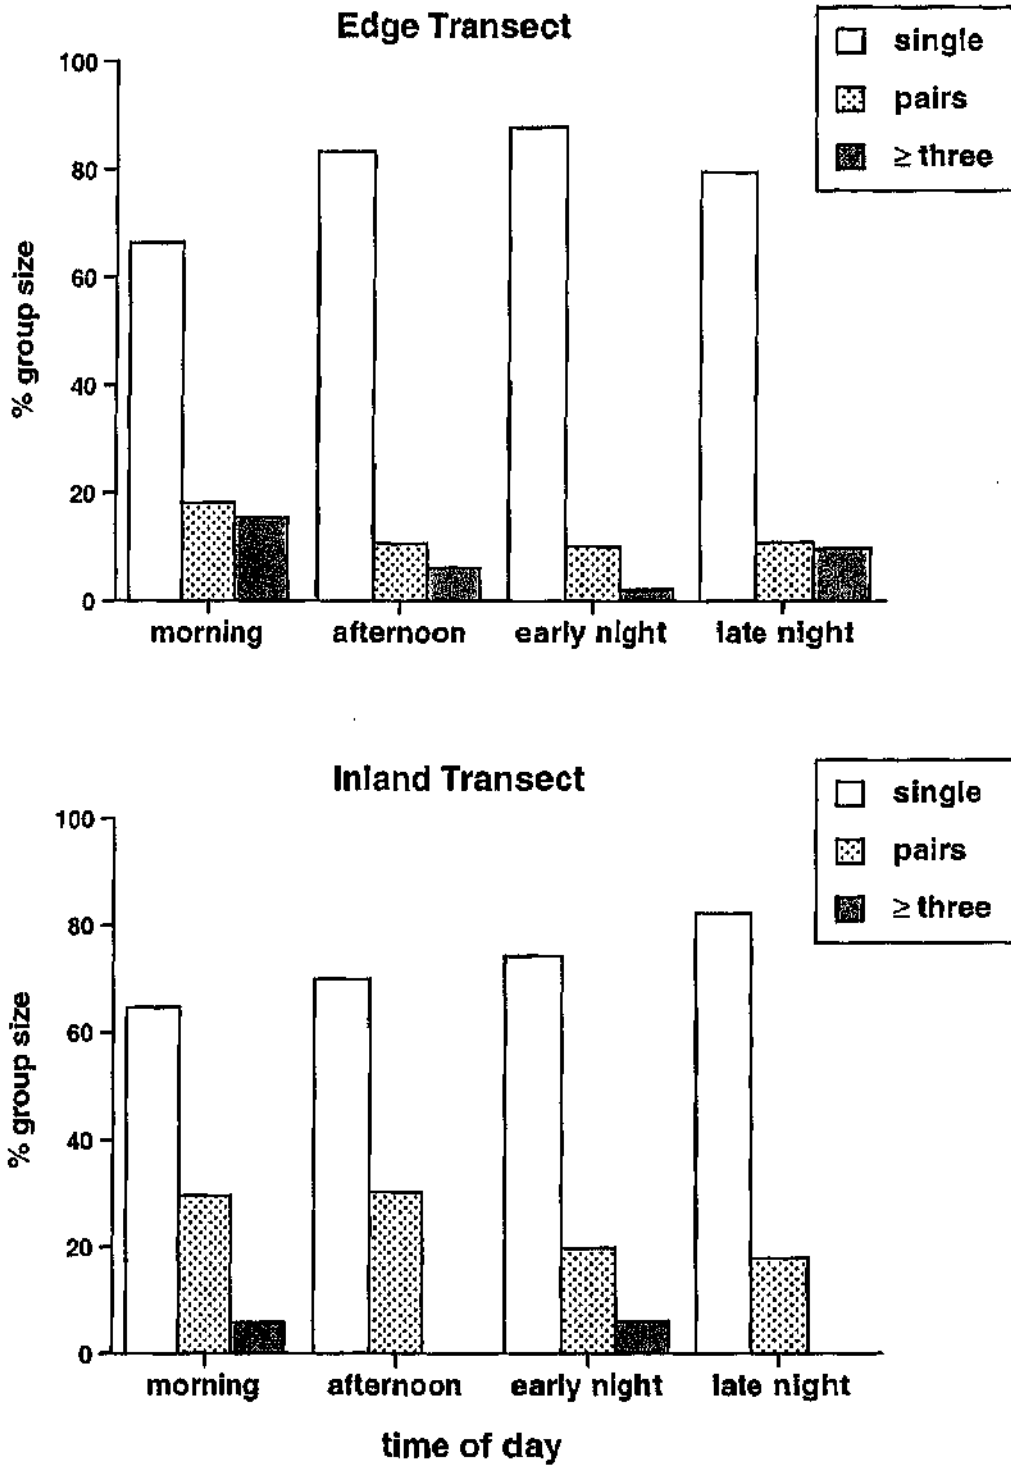 Edge Transect
single
pairs
≥ three
% group size
100
80
60
40
20
0
morning
afternoon
early night
late night
Inland Transect
single
pairs
≥ three
% group size
100
80
60
40
20
0
morning
afternoon
early night
late night
time of day